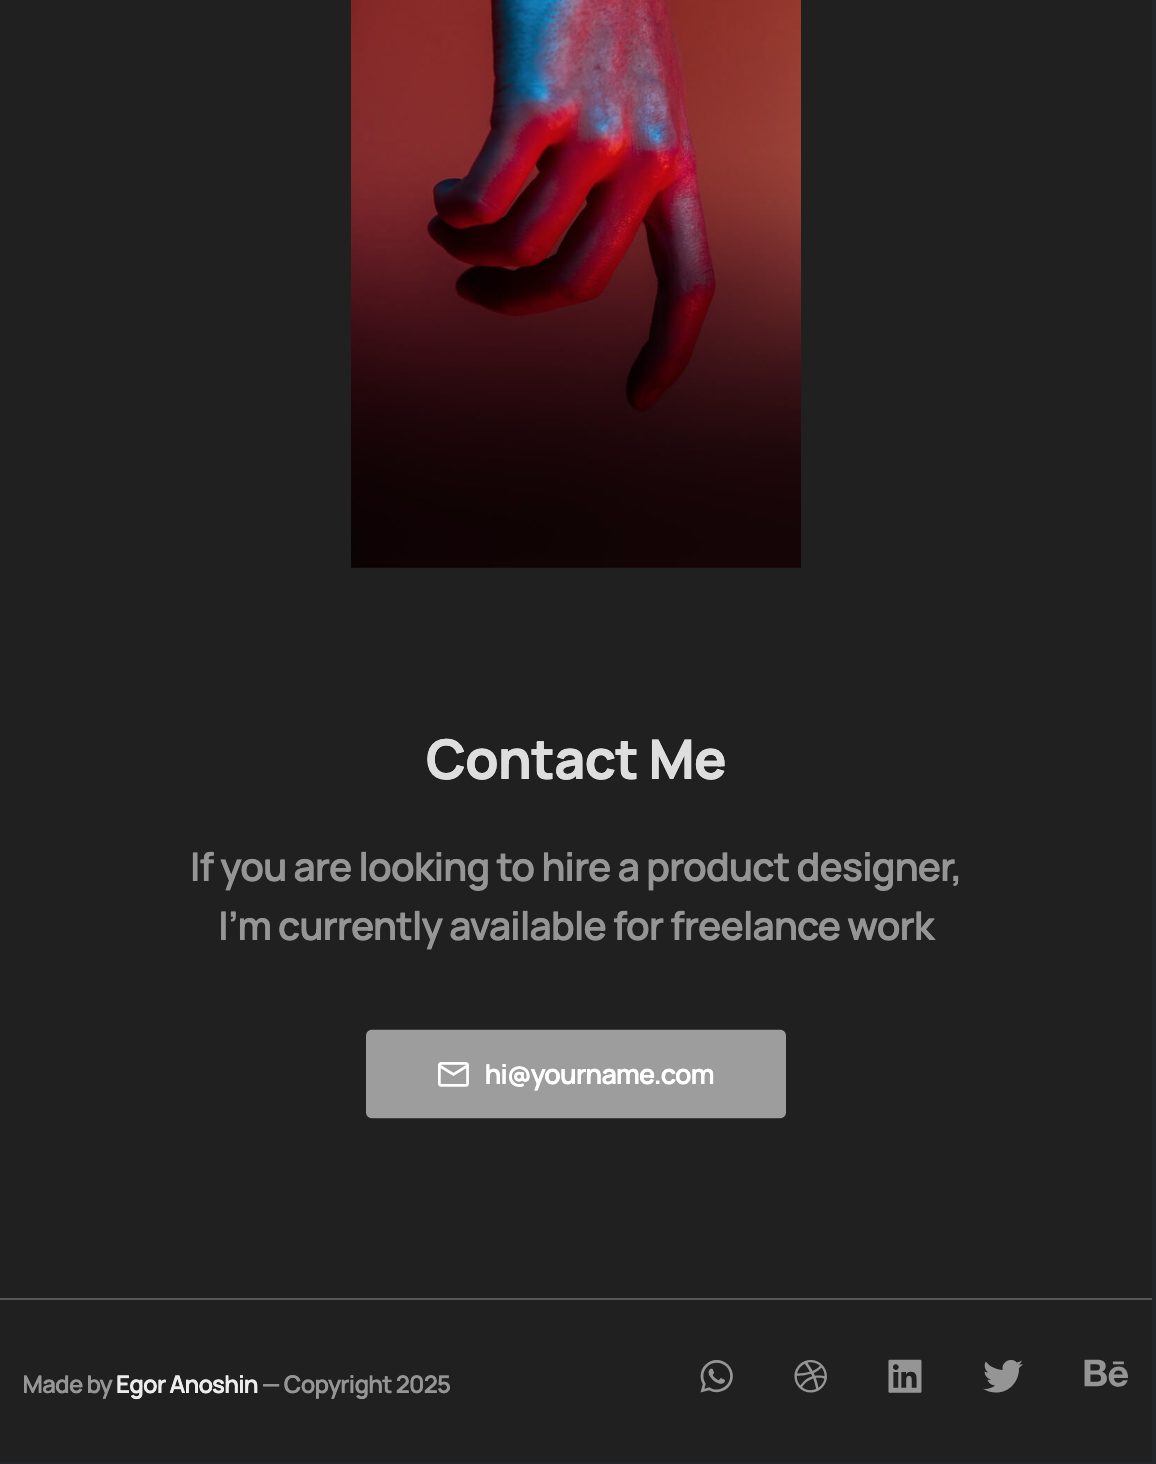 Contact Me
If you are looking to hire a product designer,
I’m currently available for freelance work
hi@yourname.com
Made by Egor Anoshin — Copyright 2025
in
Bē